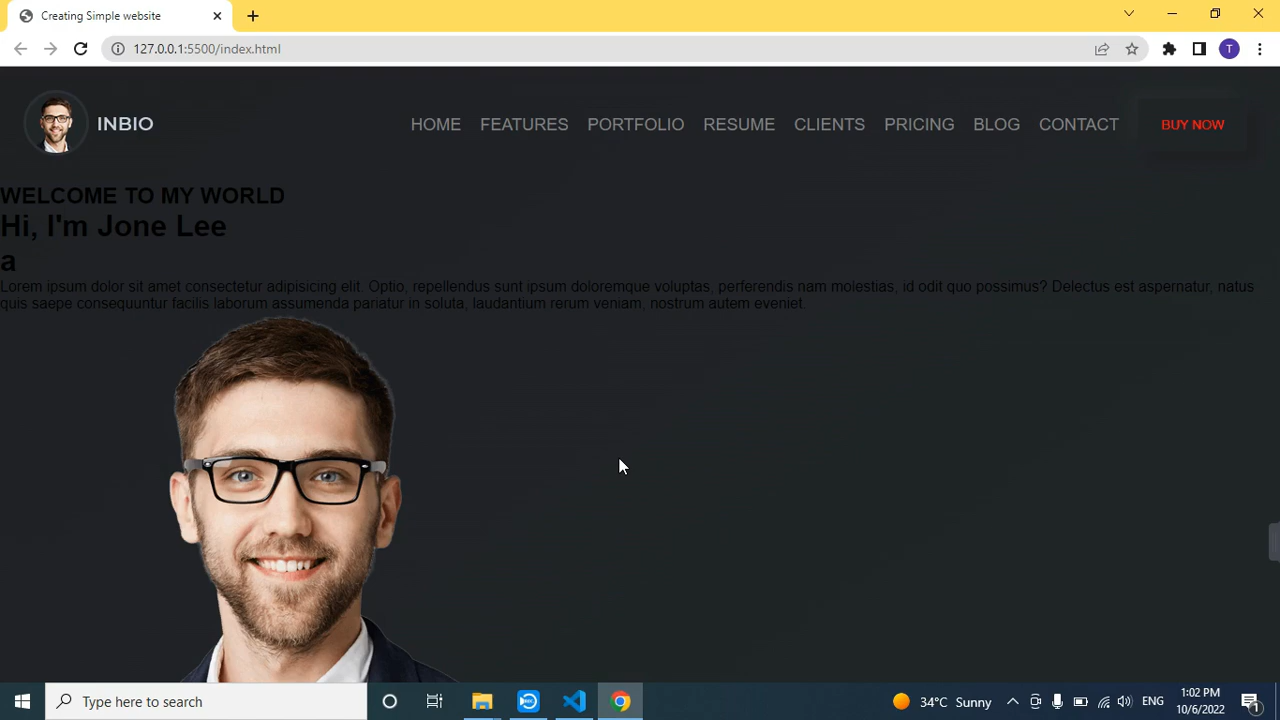 Creating Simple website
127.0.0.1:5500/index.html
T
INBIO
HOME FEATURES PORTFOLIO RESUME CLIENTS PRICING BLOG CONTACT BUY NOW
WELCOME TO MY WORLD
Hi, I'm Jone Lee
a
Lorem ipsum dolor sit amet consectetur adipisicing elit. Optio, repellendus sunt ipsum doloremque voluptas, perferendis nam molestias, id odit quo possimus? Delectus est aspernatur, natus
quis saepe consequuntur facilis laborum assumenda pariatur in soluta, laudantium rerum veniam, nostrum autem eveniet.
Type here to search
REC
34°C Sunny
ENG
1:02 PM
10/6/2022
1